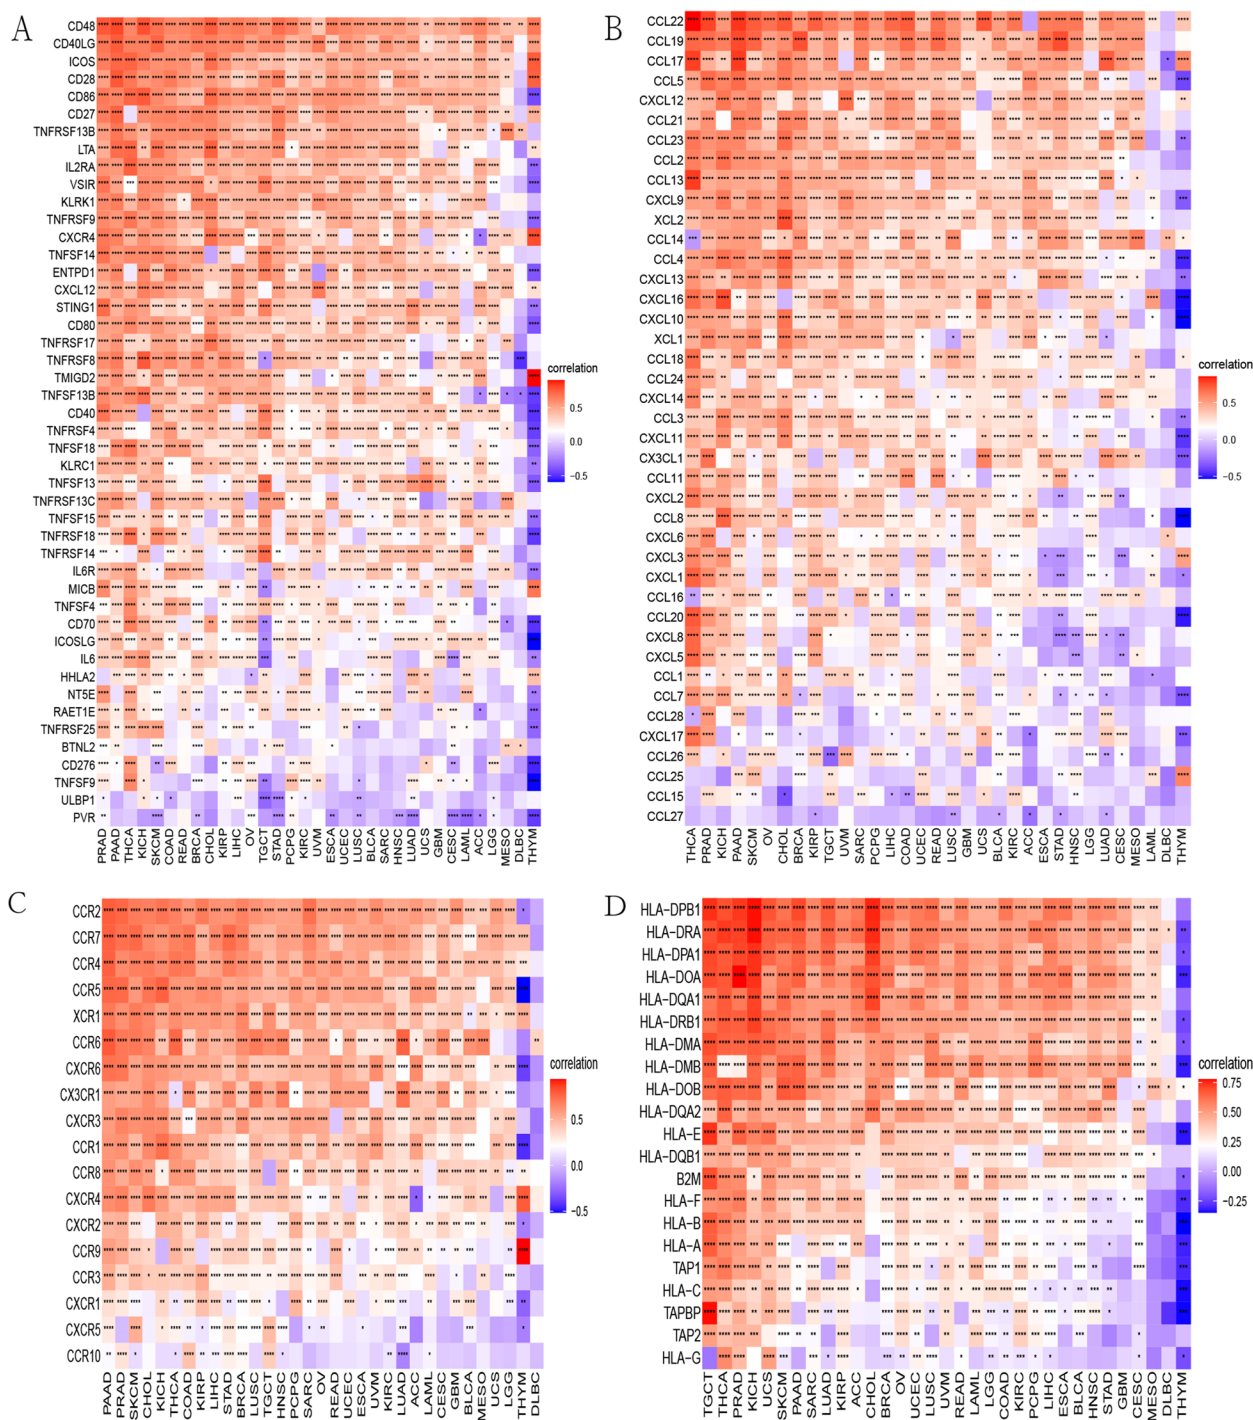 A
CD48
CD40LG
ICOS
CD28
CD86
CD27
TNFRSF13B
LTA
IL2RA
VSIR
KLRK1
TNFRSF9
CXCR4
TNFSF14
ENTPD1
CXCL12
STING1
CD80
TNFRSF17
TNFRSF8
TMIGD2
TNFSF13B
CD40
TNFRSF4
TNFSF18
KLRC1
TNFSF13
TNFRSF13C
TNFSF15
TNFRSF18
TNFRSF14
IL6R
MICB
TNFSF4
CD70
ICOSLG
IL6
HHLA2
NT5E
RAET1E
TNFRSF25
BTNL2
CD276
TNFSF9
ULBP1
PVR
PRAD PAAD THCA KICH SKCM COAD READ BRCA CHOL KIRP LIHC OV TGCT STAD PCPG KIRC UVM ESCA UCEC LUSC BLCA SARC HNSC LUAD UCS GBM CESC LAML ACC LGG MESO DLBC THYM
correlation
0.5
0.0
−0.5
B
CCL22
CCL19
CCL17
CCL5
CXCL12
CCL21
CCL23
CCL2
CCL13
CXCL9
XCL2
CCL14
CCL4
CXCL13
CXCL16
CXCL10
XCL1
CCL18
CCL24
CXCL14
CCL3
CXCL11
CX3CL1
CCL11
CXCL2
CCL8
CXCL6
CXCL3
CXCL1
CCL16
CCL20
CXCL8
CXCL5
CCL1
CCL7
CCL28
CXCL17
CCL26
CCL25
CCL15
CCL27
THCA PRAD KICH PAAD SKCM OV CHOL BRCA KIRP TGCT UVM SARC PCPG LIHC COAD UCEC READ LUSC GBM UCS BLCA KIRC ACC ESCA STAD HNSC LGG LUAD CESC MESO LAML DLBC THYM
correlation
0.5
0.0
−0.5
C
CCR2
CCR7
CCR4
CCR5
XCR1
CCR6
CXCR6
CX3CR1
CXCR3
CCR1
CCR8
CXCR4
CXCR2
CCR9
CCR3
CXCR1
CXCR5
CCR10
PAAD PRAD SKCM CHOL KICH THCA COAD KIRP LIHC STAD BRCA LUSC TGCT HNSC PCPG SARC OV READ UCEC ESCA UVM KIRC LUAD ACC LAML GBM BLCA MESO UCS LGG THYM DLBC
correlation
0.5
0.0
−0.5
D
HLA−DPB1
HLA−DRA
HLA−DPA1
HLA−DOA
HLA−DQA1
HLA−DRB1
HLA−DMA
HLA−DMB
HLA−DOB
HLA−DQA2
HLA−E
HLA−DQB1
B2M
HLA−F
HLA−B
HLA−A
TAP1
HLA−C
TAPBP
TAP2
HLA−G
TGCT THCA PRAD KICH UCS SKCM PAAD SARC LUAD KIRP ACC CHOL BRCA OV UCEC LUSC UVM READ LAML LGG COAD KIRC PCPG LIHC ESCA BLCA HNSC STAD GBM CESC MESO DLBC THYM
correlation
0.75
0.50
0.25
0.00
−0.25